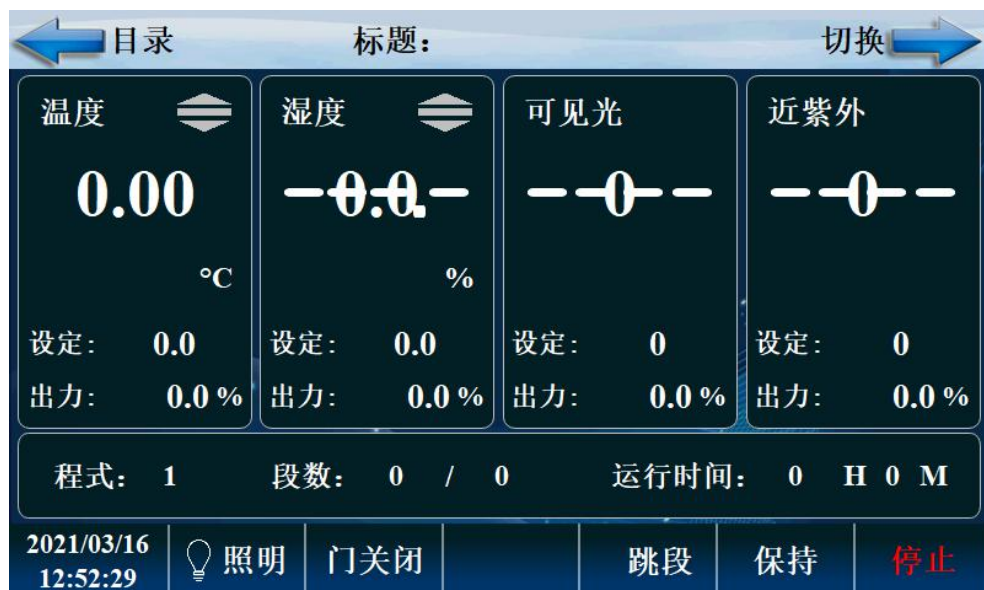 目录 标题： 切换
温度 湿度 可见光 近紫外
0.00 0.0 0 0
°C %
设定: 0.0 设定: 0.0 设定: 0 设定: 0
出力: 0.0 % 出力: 0.0 % 出力: 0.0 % 出力: 0.0 %
程式： 1 段数： 0 / 0 运行时间： 0 H 0 M
2021/03/16
12:52:29 照明 门关闭 跳段 保持 停止